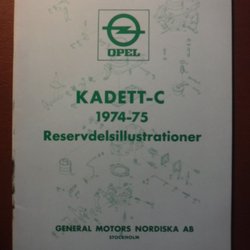 OPEL
KADETT-C
1974-75
Reservdelsillustrationer
GENERAL MOTORS NORDISKA AB
STOCKHOLM